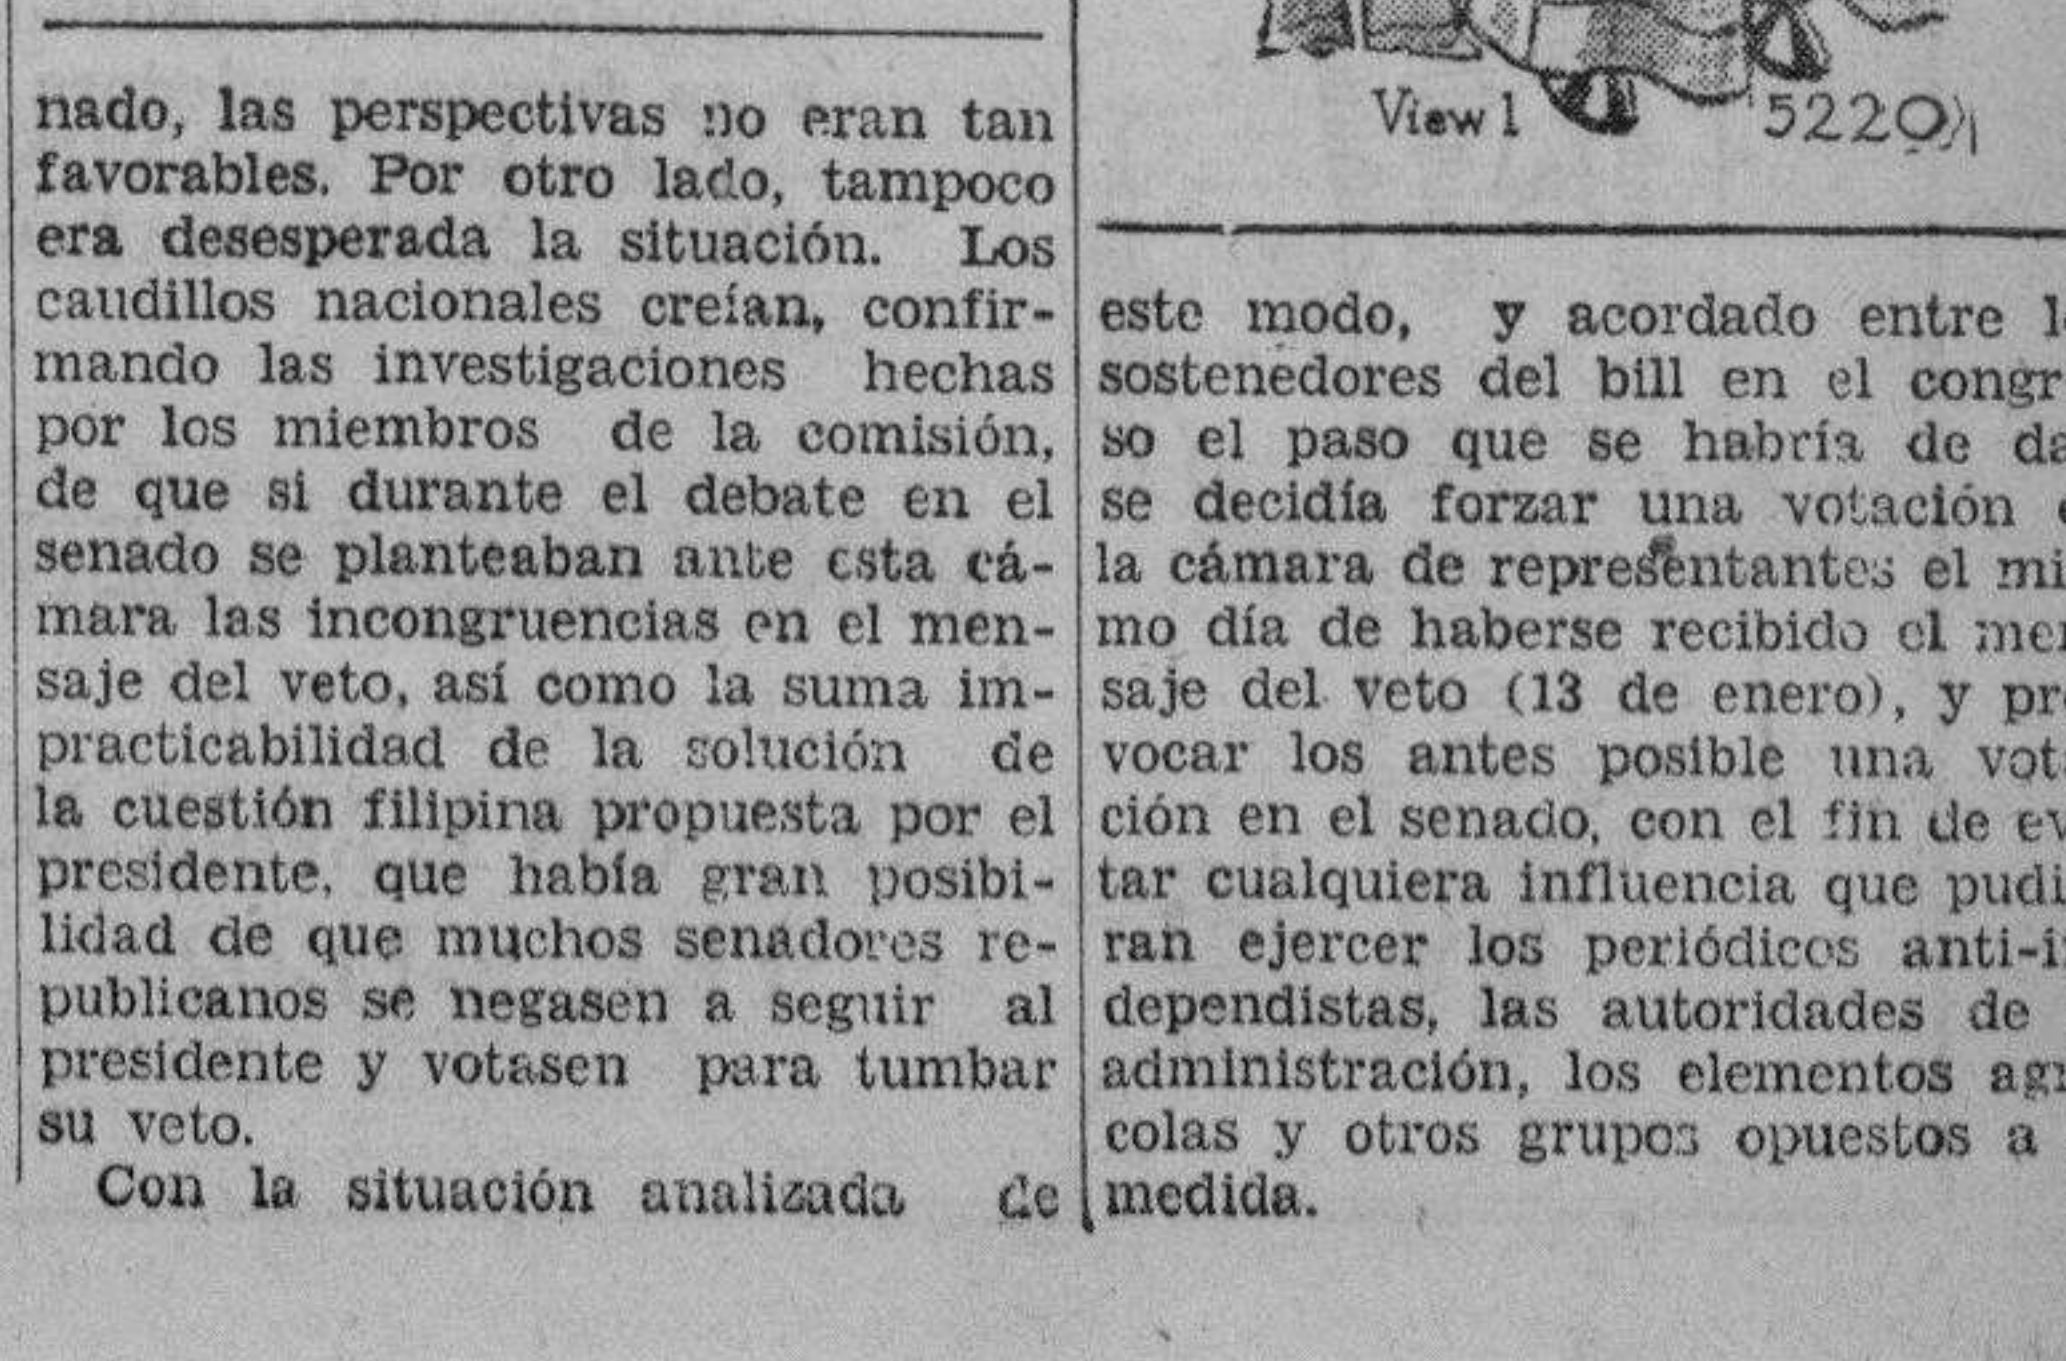 nado, las perspectivas no eran tan
favorables. Por otro lado, tampoco
era desesperada la situación. Los
caudillos nacionales creían, confir-
mando las investigaciones hechas
por los miembros de la comisión,
de que si durante el debate en el
senado se planteaban ante esta cá-
mara las incongruencias en el men-
saje del veto, así como la suma im-
practicabilidad de la solución de
la cuestión filipina propuesta por el
presidente, que había gran posibi-
lidad de que muchos senadores re-
publicanos se negasen a seguir al
presidente y votasen para tumbar
su veto.
Con la situación analizada de
View 1 5220
este modo, y acordado entre
sostenedores del bill en el congr
so el paso que se habría de
se decidía forzar una votación
la cámara de representantes el mi
mo día de haberse recibido el
saje del veto (13 de enero), y pr
vocar los antes posible una vot
ción en el senado, con el fin de
tar cualquiera influencia que pudi
ran ejercer los periódicos anti-i
dependistas, las autoridades de
administración, los elementos
colas y otros grupos opuestos a
medida.